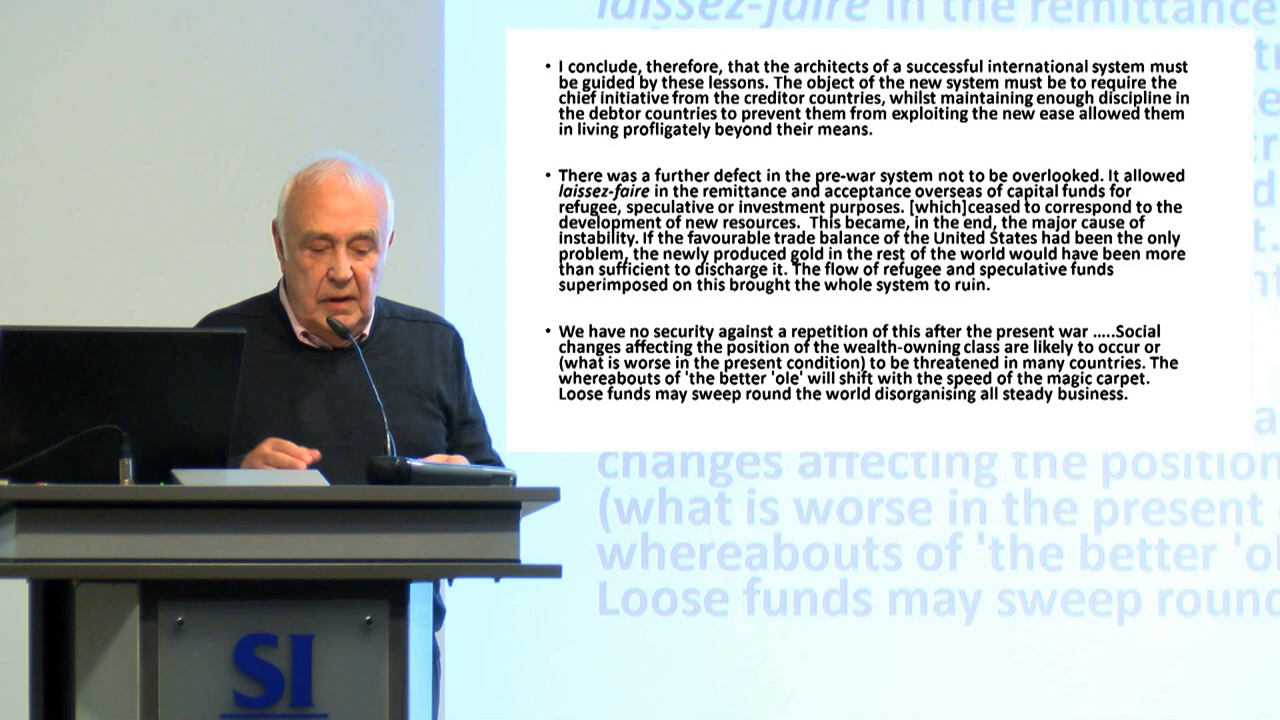 laissez-faire in the remittance
• I conclude, therefore, that the architects of a successful international system must
be guided by these lessons. The object of the new system must be to require the
chief initiative from the creditor countries, whilst maintaining enough discipline in
the debtor countries to prevent them from exploiting the new ease allowed them
in living profligately beyond their means.
• There was a further defect in the pre-war system not to be overlooked. It allowed
laissez-faire in the remittance and acceptance overseas of capital funds for
refugee, speculative or investment purposes. [which]ceased to correspond to the
development of new resources. This became, in the end, the major cause of
instability. If the favourable trade balance of the United States had been the only
problem, the newly produced gold in the rest of the world would have been more
than sufficient to discharge it. The flow of refugee and speculative funds
superimposed on this brought the whole system to ruin.
• We have no security against a repetition of this after the present war .....Social
changes affecting the position of the wealth-owning class are likely to occur or
(what is worse in the present condition) to be threatened in many countries. The
whereabouts of 'the better 'ole' will shift with the speed of the magic carpet.
Loose funds may sweep round the world disorganising all steady business.
changes affecting the position
(what is worse in the present
whereabouts of 'the better 'ol
Loose funds may sweep round
SI